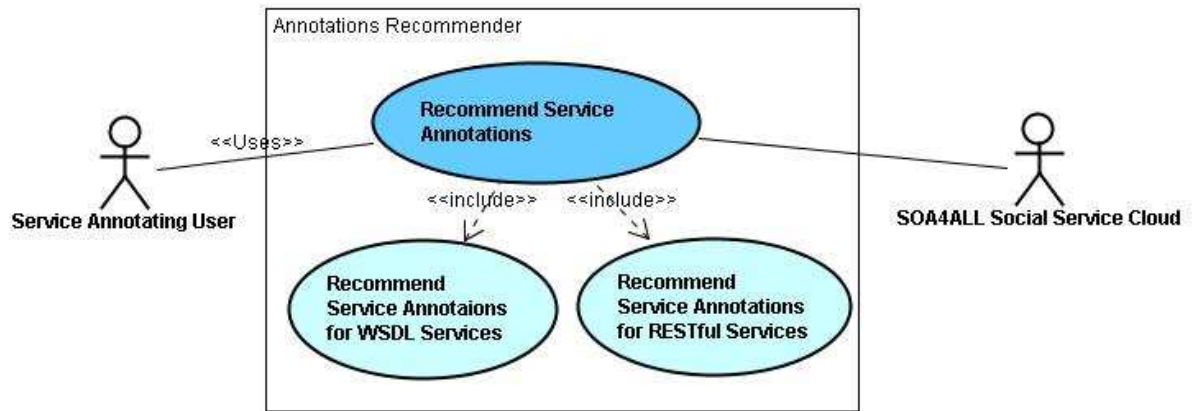 Annotations Recommender
Recommend Service
Annotations
<<Uses>>
<<include>>
<<include>>
Service Annotating User
SOA4ALL Social Service Cloud
Recommend
Service Annotaions
for WSDL Services
Recommend
Service Annotations
for RESTful Services